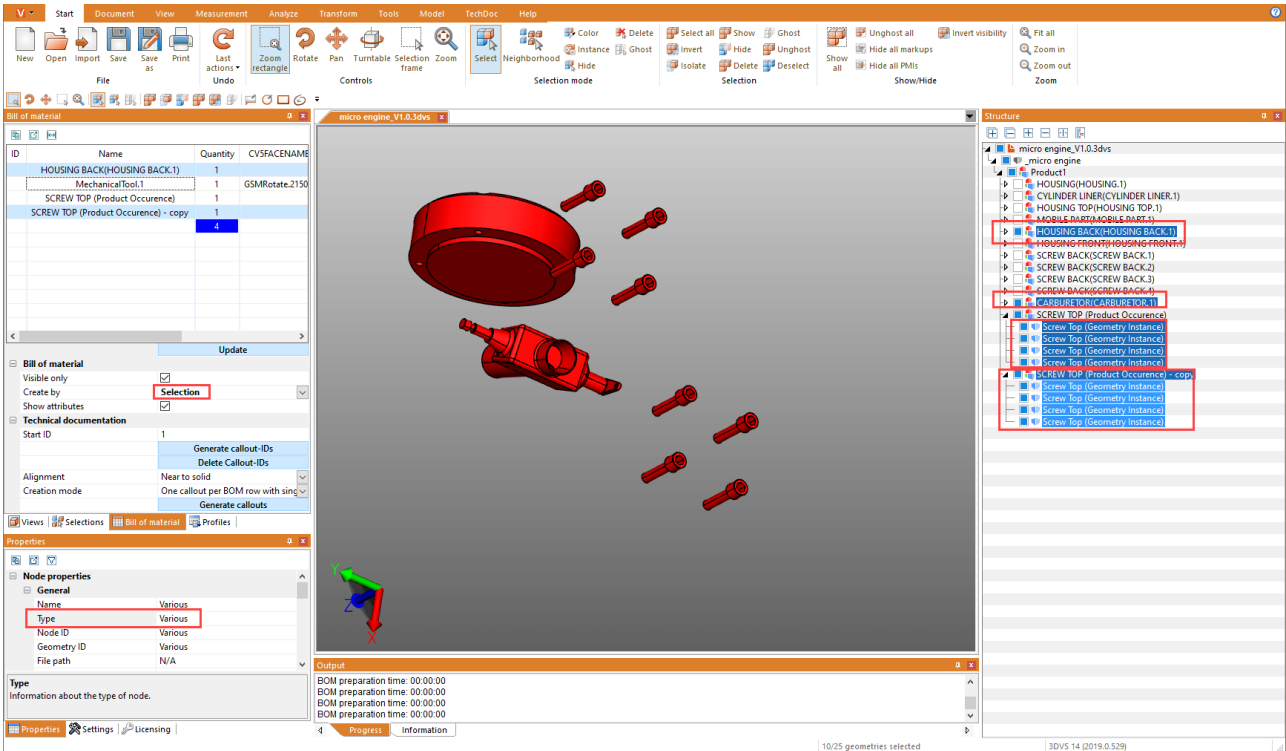 V
Start Document View Measurement Analyze Transform Tools Model TechDoc Help
New Open Import Save Save as Print
File
Last actions
Undo
Zoom rectangle Rotate Pan Turntable Selection frame Zoom
Controls
Select Neighborhood Color Delete
Instance Ghost
Hide
Selection mode
Select all Show Ghost
Invert Hide Unghost
Isolate Delete Deselect
Selection
Show all Unghost all Invert visibility
Hide all markups
Hide all PMIs
Show/Hide
Fit all
Zoom in
Zoom out
Zoom
Bill of material
ID Name Quantity CV5FACENAME
HOUSING BACK(HOUSING BACK.1) 1
MechanicalTool.1 1 GSMRotate.2150
SCREW TOP (Product Occurence) 1
SCREW TOP (Product Occurence) - copy 1
4
Update
Bill of material
Visible only
Create by Selection
Show attributes
Technical documentation
Start ID 1
Generate callout-IDs
Delete Callout-IDs
Alignment Near to solid
Creation mode One callout per BOM row with sing
Generate callouts
Views Selections Bill of material Profiles
Properties
Node properties
General
Name Various
Type Various
Node ID Various
Geometry ID Various
File path N/A
Type
Information about the type of node.
Properties Settings Licensing
micro engine_V1.0.3dvs
Y
Z
X
Output
BOM preparation time: 00:00:00
BOM preparation time: 00:00:00
BOM preparation time: 00:00:00
BOM preparation time: 00:00:00
Progress Information
Structure
micro engine_V1.0.3dvs
_micro engine
Product1
HOUSING(HOUSING.1)
CYLINDER LINER(CYLINDER LINER.1)
HOUSING TOP(HOUSING TOP.1)
MOBILE PART(MOBILE PART.1)
HOUSING BACK(HOUSING BACK.1)
HOUSING FRONT(HOUSING FRONT.1)
SCREW BACK(SCREW BACK.1)
SCREW BACK(SCREW BACK.2)
SCREW BACK(SCREW BACK.3)
SCREW BACK(SCREW BACK.4)
CARBURETOR(CARBURETOR.1)
SCREW TOP (Product Occurence)
Screw Top (Geometry Instance)
Screw Top (Geometry Instance)
Screw Top (Geometry Instance)
Screw Top (Geometry Instance)
SCREW TOP (Product Occurence) - copy
Screw Top (Geometry Instance)
Screw Top (Geometry Instance)
Screw Top (Geometry Instance)
Screw Top (Geometry Instance)
10/25 geometries selected 3DVS 14 (2019.0.529)